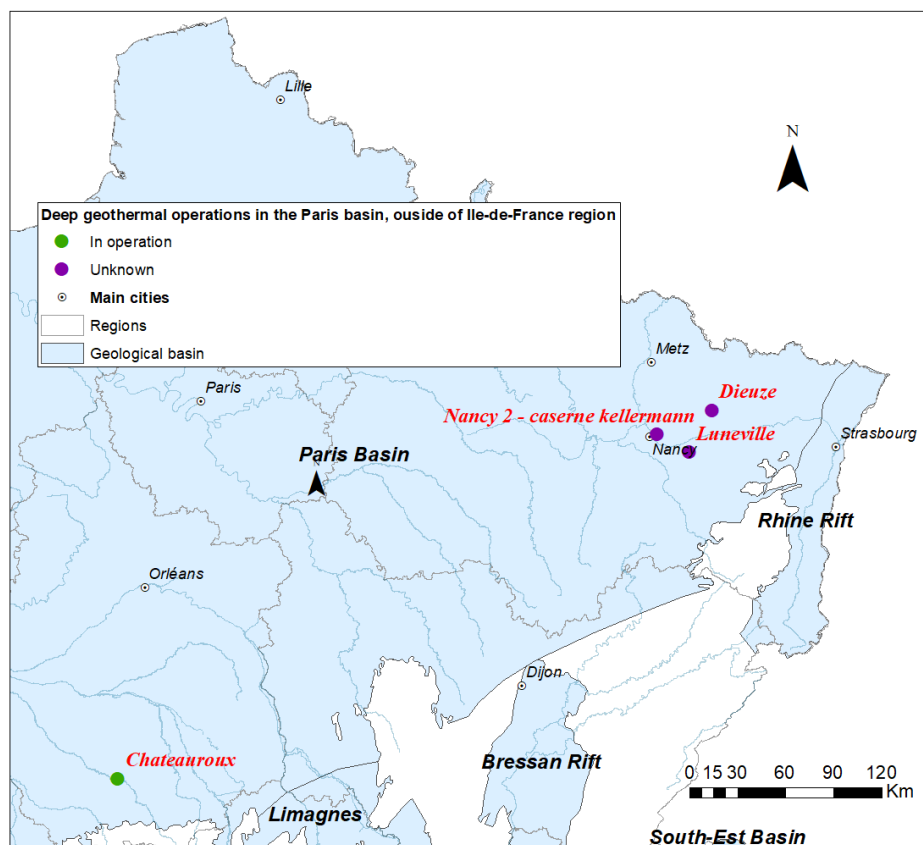 Lille
N
Deep geothermal operations in the Paris basin, ouside of Ile-de-France region
In operation
Unknown
Main cities
Regions
Geological basin
Metz
Paris
Dieuze
Nancy 2 - caserne kellermann
Luneville
Strasbourg
Nancy
Paris Basin
N
Rhine Rift
Orléans
Dijon
Chateauroux
Bressan Rift
0 15 30 60 90 120
Km
Limagnes
South-Est Basin